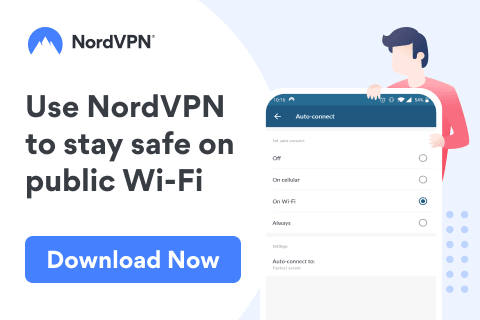 NordVPN®
Use NordVPN
to stay safe on
public Wi-Fi
Download Now
10:16
54%
Auto-connect
Set auto-connect
Off
On cellular
On Wi-Fi
Always
Settings
Auto-connect to:
Fastest server